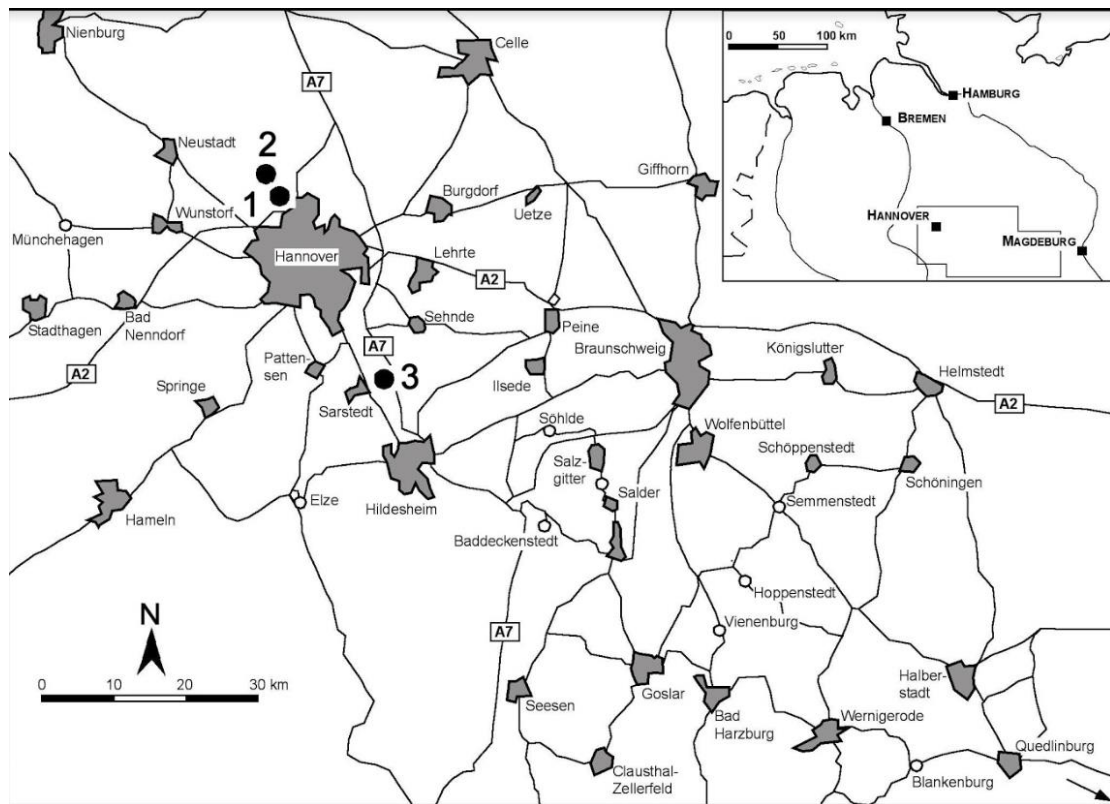 Nienburg
Celle
A7
Neustadt
2
1
Wunstorf
Münchehagen
Burgdorf
Uetze
Giffhorn
Hannover
Lehrte
A2
Stadthagen
Bad
Nenndorf
Sehnde
Peine
Braunschweig
Königslutter
Helmstedt
A2
A7
Patten-
sen
3
Springe
Sarstedt
Ilsede
A2
Söhlde
Wolfenbüttel
Schöppenstedt
Salz-
gitter
Salder
Schöningen
Hameln
Elze
Hildesheim
Semmenstedt
Baddeckenstedt
Hoppenstedt
Vienenburg
A7
N
0 10 20 30 km
Seesen
Goslar
Bad
Harzburg
Halber-
stadt
Wernigerode
Clausthal-
Zellerfeld
Quedlinburg
Blankenburg
0 50 100 km
HAMBURG
BREMEN
HANNOVER
MAGDEBURG